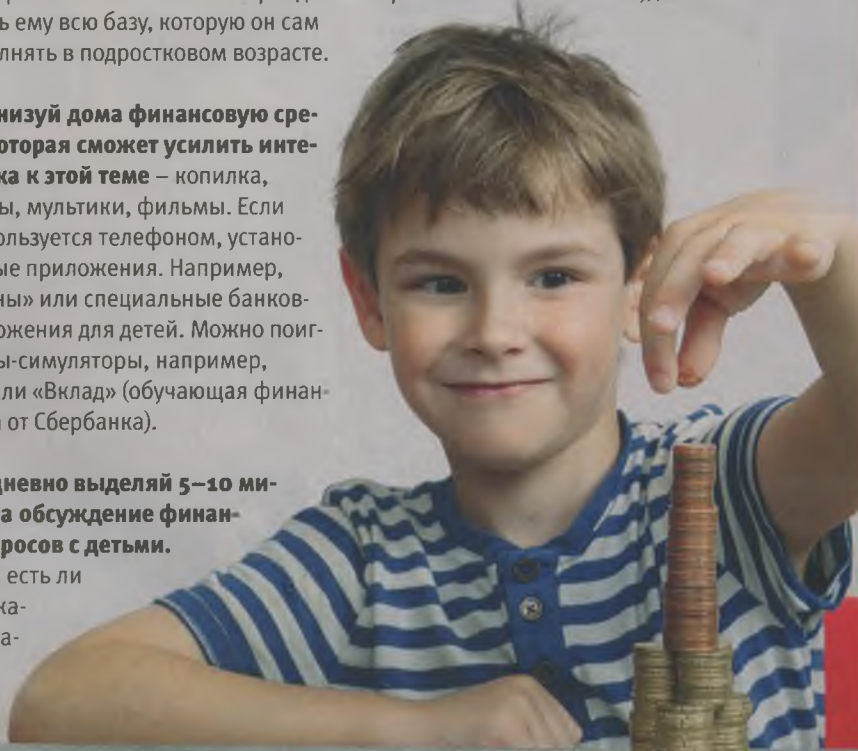 ь ему всю базу, которую он сам
лнять в подростковом возрасте.
низуй дома финансовую сре-
оторая сможет усилить инте-
ка к этой теме – копилка,
ы, мультики, фильмы. Если
ользуется телефоном, устано-
ые приложения. Например,
ны» или специальные банков-
ожения для детей. Можно поиг-
ы-симуляторы, например,
ли «Вклад» (обучающая финан-
от Сбербанка).
дневно выделяй 5–10 ми-
а обсуждение финан-
росов с детьми.
есть ли
ка-
а-